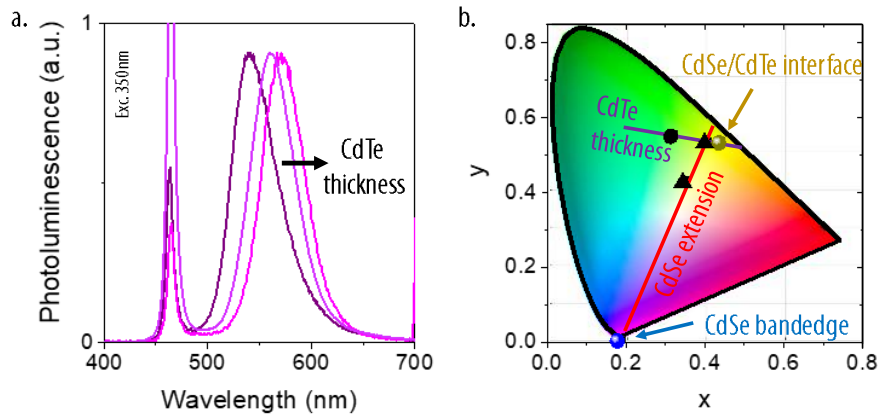 a.
Photoluminescence (a.u.)
1
0
Exc. 350nm
CdTe
thickness
400
500
600
700
Wavelength (nm)
b.
y
0.8
0.6
0.4
0.2
0.0
CdSe/CdTe interface
CdTe
thickness
CdSe extension
CdSe bandedge
0.0
0.2
0.4
0.6
0.8
x